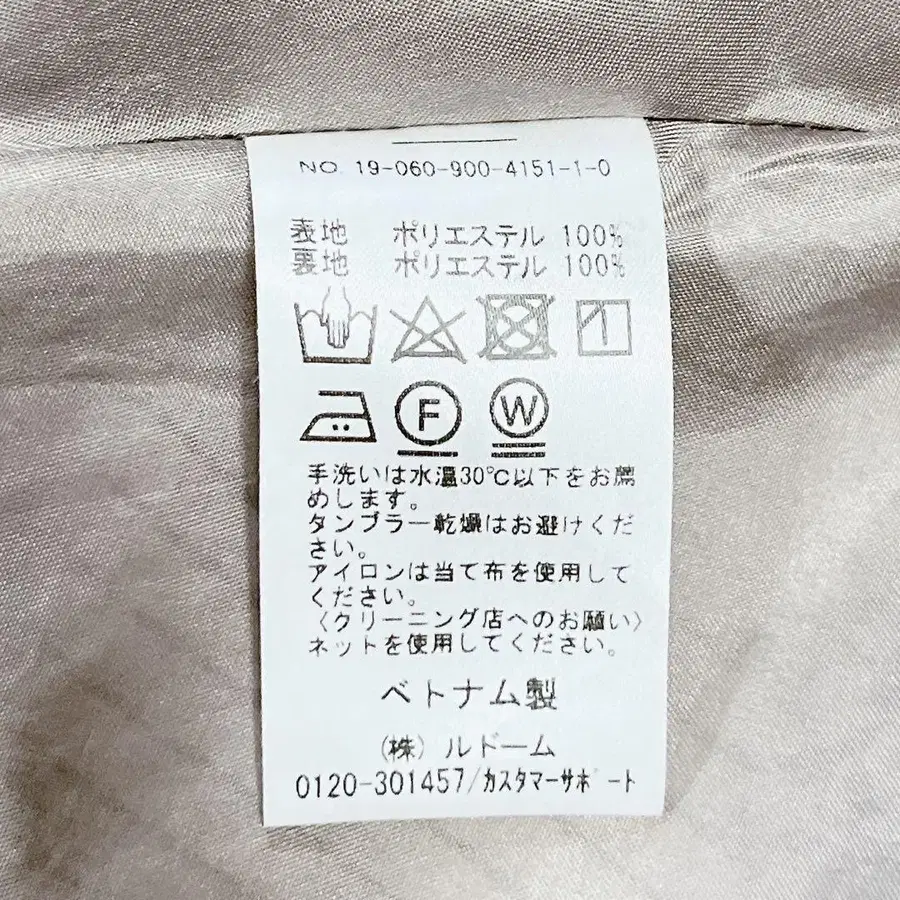 NO. 19-060-900-4151-1-0
表地 ポリエステル 100%
裏地 ポリエステル 100%
F
W
手洗いは水温30℃以下をお薦
めします。
タンブラー乾燥はお避けくだ
さい。
アイロンは当て布を使用して
ください。
〈クリーニング店へのお願い〉
ネットを使用してください。
ベトナム製
(株) ルドーム
0120-301457/カスタマーサポート